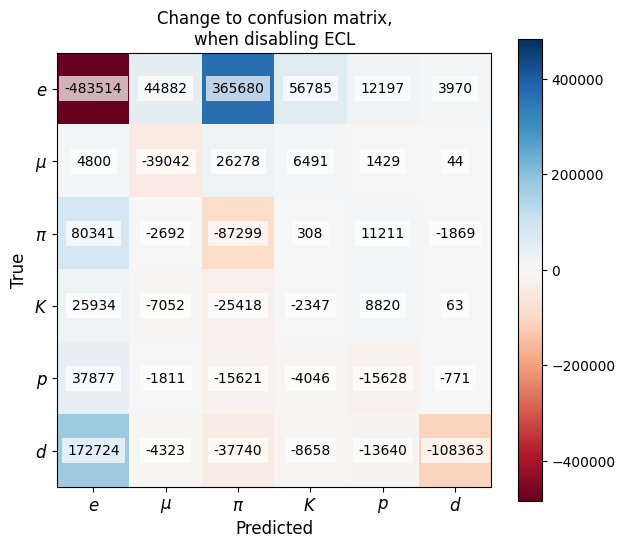 Change to confusion matrix,
when disabling ECL
e -483514 44882 365680 56785 12197 3970
μ 4800 -39042 26278 6491 1429 44
π 80341 -2692 -87299 308 11211 -1869
K 25934 -7052 -25418 -2347 8820 63
p 37877 -1811 -15621 -4046 -15628 -771
d 172724 -4323 -37740 -8658 -13640 -108363
e μ π K p d
Predicted
True
400000
200000
0
−200000
−400000